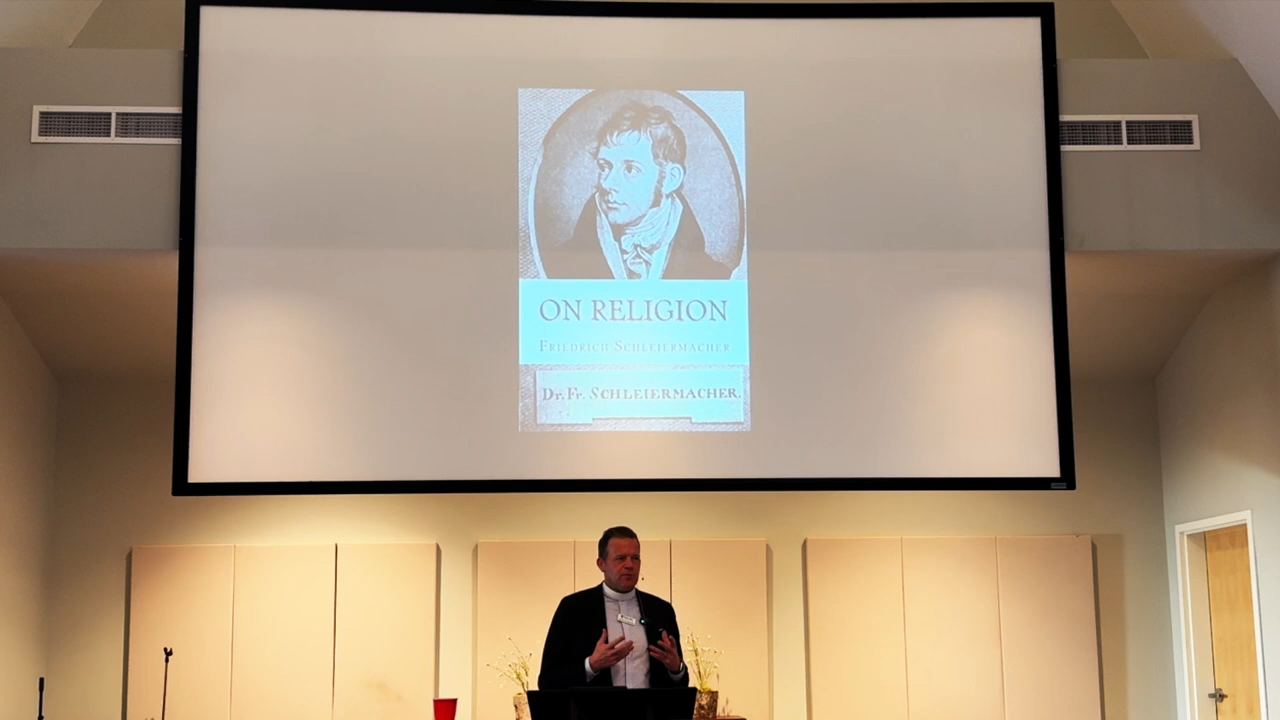 ON RELIGION
FRIEDRICH SCHLEIERMACHER
Dr. Fr. SCHLEIERMACHER.